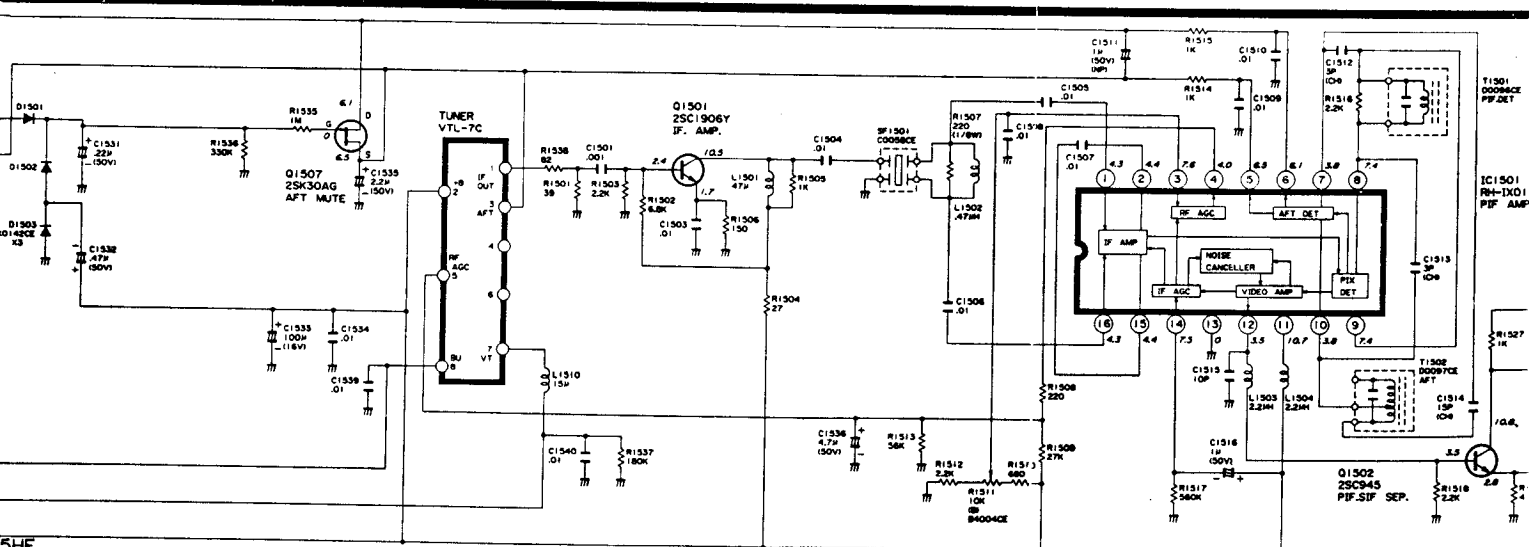 D1501
D1502
D1503
X0142CE
X3
C1531
.22μ
(50V)
C1532
.47μ
(50V)
R1536
330K
R1535
1M
6.1
D
G
0
S
6.5
Q1507
2SK30AG
AFT MUTE
C1535
2.2μ
(50V)
C1533
100μ
(16V)
C1534
.01
C1539
.01
TUNER
VTL-7C
+B
2
RF
AGC
5
BU
8
1
IF
OUT
3
AFT
4
6
7
VT
L1510
15μ
C1540
.01
R1537
180K
R1538
82
R1501
39
C1501
.001
R1503
2.2K
R1502
6.8K
Q1501
2SC1906Y
IF. AMP.
2.4
10.5
1.7
C1503
.01
R1506
150
L1501
47μ
R1505
1K
R1504
27
C1504
.01
SF1501
C0058CE
R1507
220
(1/8W)
L1502
.47μH
C1505
.01
C1506
.01
C1518
.01
C1507
.01
C1511
1μ
(50V)
(NP)
R1515
1K
R1514
1K
C1510
.01
C1509
.01
C1512
3P
(CH)
R1516
2.2K
T1501
D0096CE
PIF.DET
4.3
4.4
7.6
4.0
6.5
6.1
3.8
7.4
1
2
3
4
5
6
7
8
IC1501
RH-IX01
PIF AMP
RF AGC
AFT DET
IF AMP
NOISE
CANCELLER
PIX
DET
IF AGC
VIDEO AMP
16
15
14
13
12
11
10
9
4.3
4.4
7.3
0
3.5
10.7
3.8
7.4
C1513
3P
(CH)
C1515
10P
L1503
2.2μH
L1504
2.2μH
T1502
D0097CE
AFT
C1514
15P
(CH)
R1527
1K
10.8
C1536
4.7μ
(50V)
R1513
56K
R1512
2.2K
R1511
10K
(B)
B4004CE
680
R1508
220
R1509
27K
R1517
560K
C1516
1μ
(50V)
Q1502
2SC945
PIF.SIF SEP.
3.5
2.8
R1518
2.2K